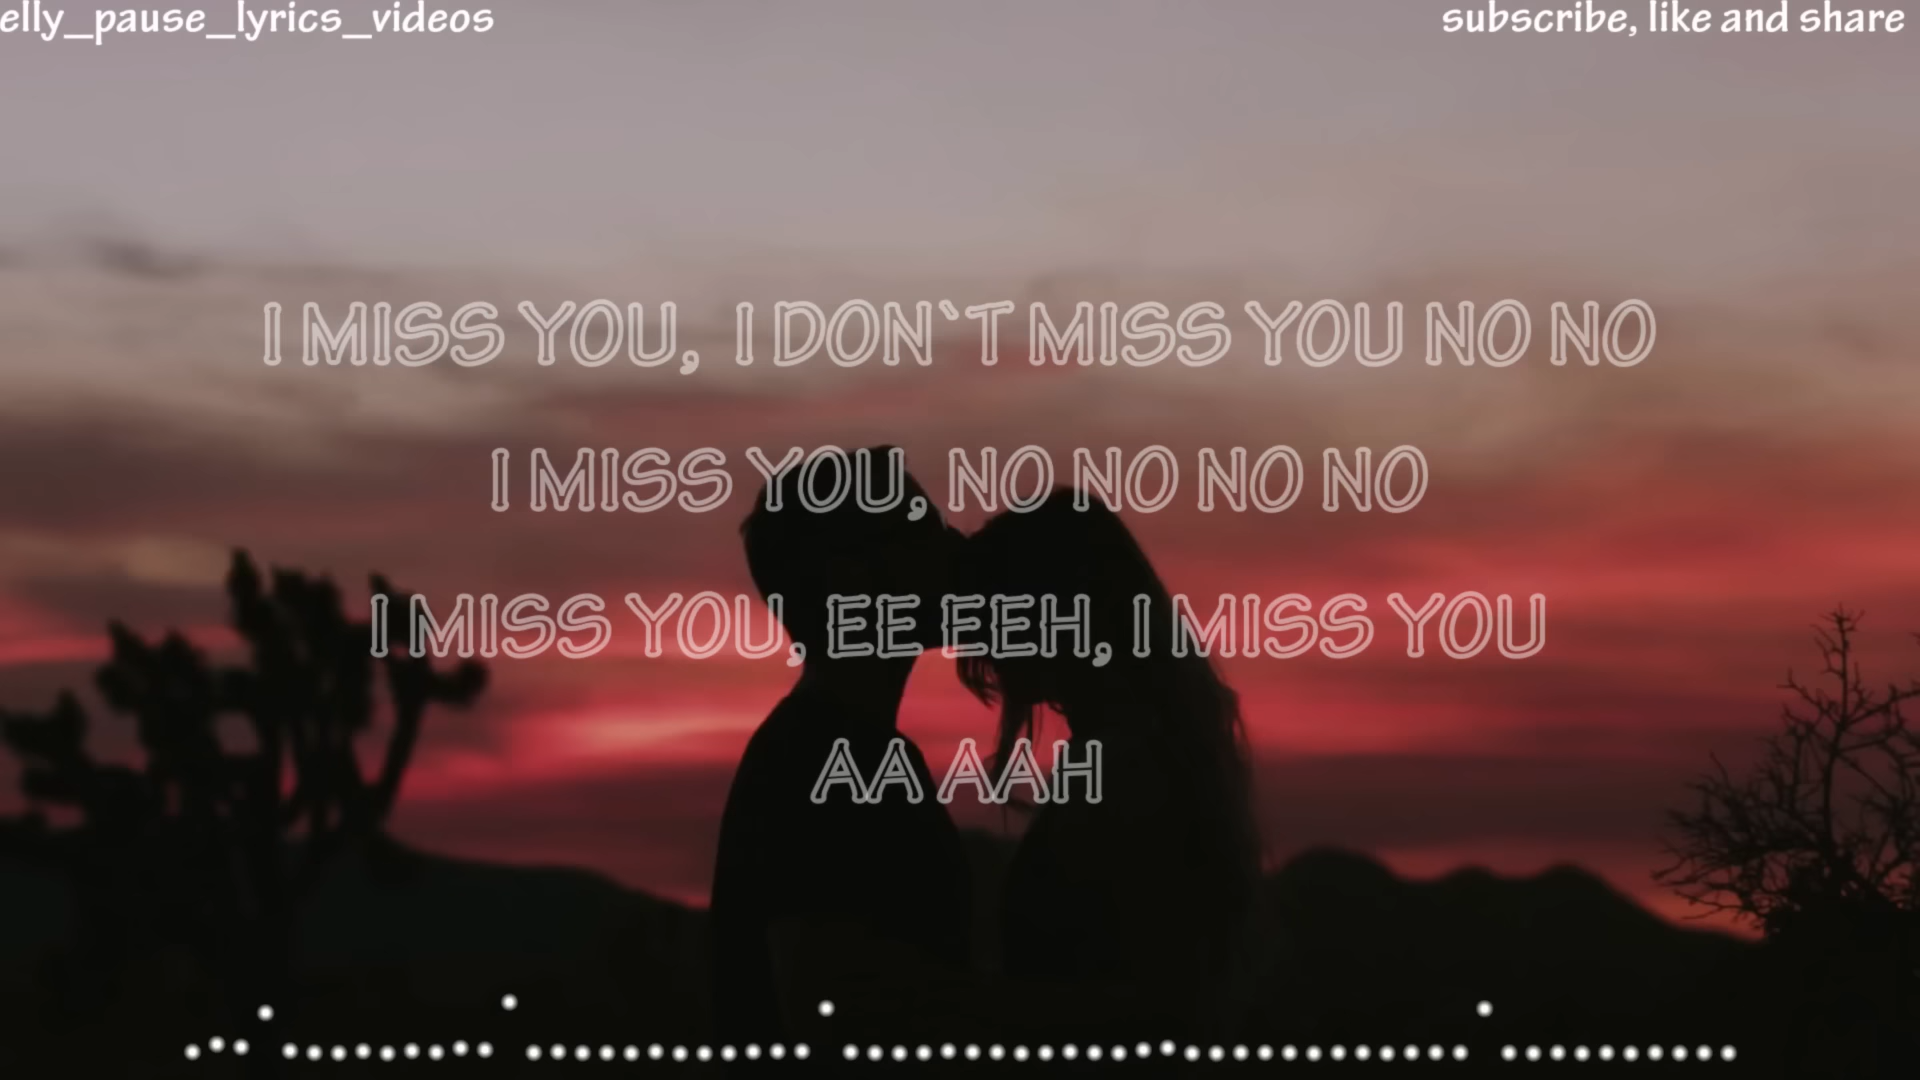 elly_pause_lyrics_videos
subscribe, like and share
I MISS YOU, I DON`T MISS YOU NO NO
I MISS YOU, NO NO NO NO
I MISS YOU, EE EEH, I MISS YOU
AA AAH